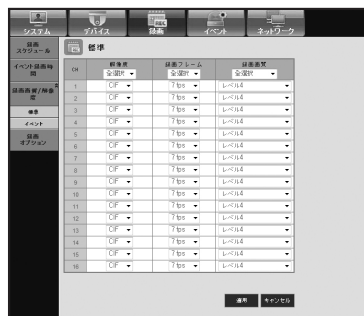 システム デバイス 録画 イベント ネットワーク
REC
録画
スケジュール
イベント録画時
間
録画画質/解像
度
標準
イベント
録画
オプション
標準
CH 解像度 録画フレーム 録画画質
全選択 全選択 全選択
1 CIF 7 fps レベル4
2 CIF 7 fps レベル4
3 CIF 7 fps レベル4
4 CIF 7 fps レベル4
5 CIF 7 fps レベル4
6 CIF 7 fps レベル4
7 CIF 7 fps レベル4
8 CIF 7 fps レベル4
9 CIF 7 fps レベル4
10 CIF 7 fps レベル4
11 CIF 7 fps レベル4
12 CIF 7 fps レベル4
13 CIF 7 fps レベル4
14 CIF 7 fps レベル4
15 CIF 7 fps レベル4
16 CIF 7 fps レベル4
適用 キャンセル